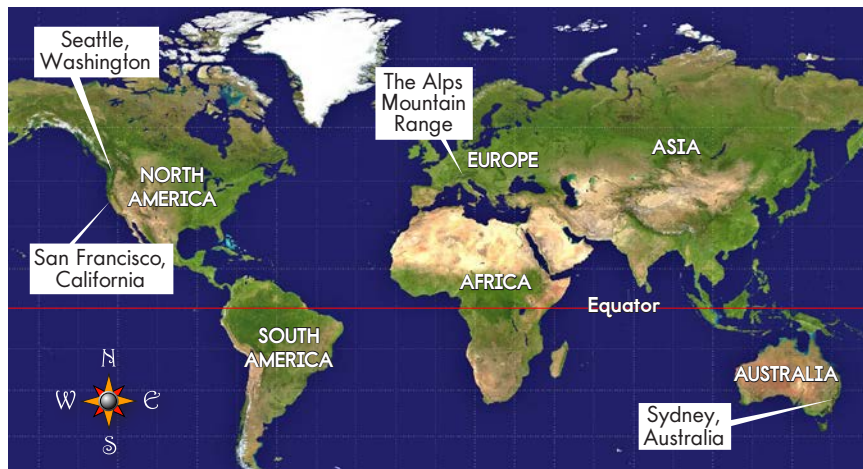 Seattle,
Washington
The Alps
Mountain
Range
EUROPE
ASIA
NORTH
AMERICA
San Francisco,
California
AFRICA
Equator
SOUTH
AMERICA
AUSTRALIA
Sydney,
Australia
N
W
E
S